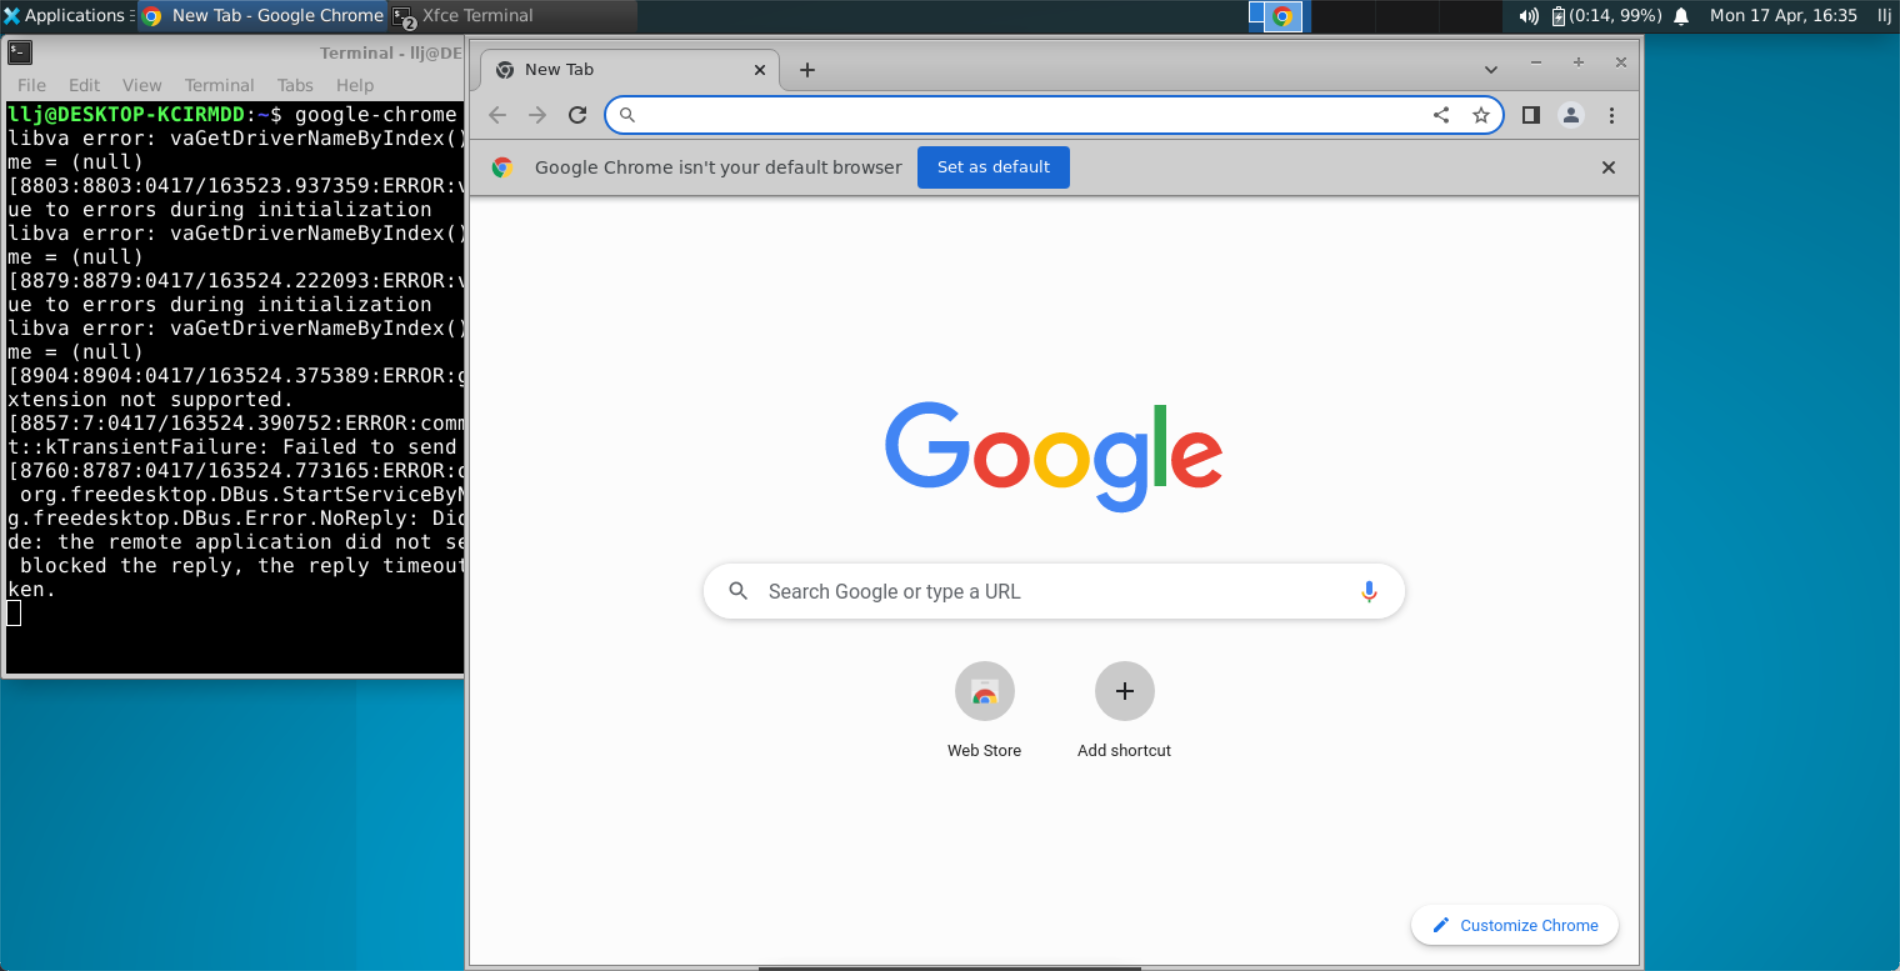 Applications
New Tab - Google Chrome
Xfce Terminal
2
(0:14, 99%)
Mon 17 Apr, 16:35
llj
Terminal - llj@DE
File Edit View Terminal Tabs Help
llj@DESKTOP-KCIRMDD:~$ google-chrome
libva error: vaGetDriverNameByIndex()
me = (null)
[8803:8803:0417/163523.937359:ERROR:v
ue to errors during initialization
libva error: vaGetDriverNameByIndex()
me = (null)
[8879:8879:0417/163524.222093:ERROR:v
ue to errors during initialization
libva error: vaGetDriverNameByIndex()
me = (null)
[8904:8904:0417/163524.375389:ERROR:g
xtension not supported.
[8857:7:0417/163524.390752:ERROR:comm
t::kTransientFailure: Failed to send
[8760:8787:0417/163524.773165:ERROR:
org.freedesktop.DBus.StartServiceByN
g.freedesktop.DBus.Error.NoReply: Did
de: the remote application did not se
blocked the reply, the reply timeout
ken.
New Tab
Google Chrome isn't your default browser
Set as default
Google
Search Google or type a URL
Web Store
Add shortcut
Customize Chrome